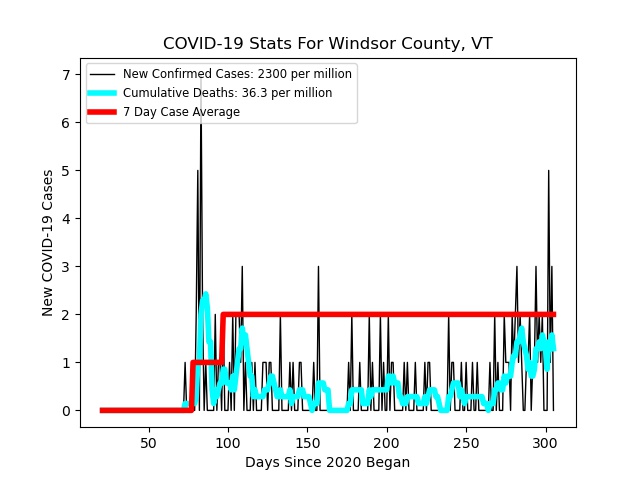 COVID-19 Stats For Windsor County, VT
New Confirmed Cases: 2300 per million
Cumulative Deaths: 36.3 per million
7 Day Case Average
7
6
5
4
3
2
1
0
New COVID-19 Cases
50 100 150 200 250 300
Days Since 2020 Began